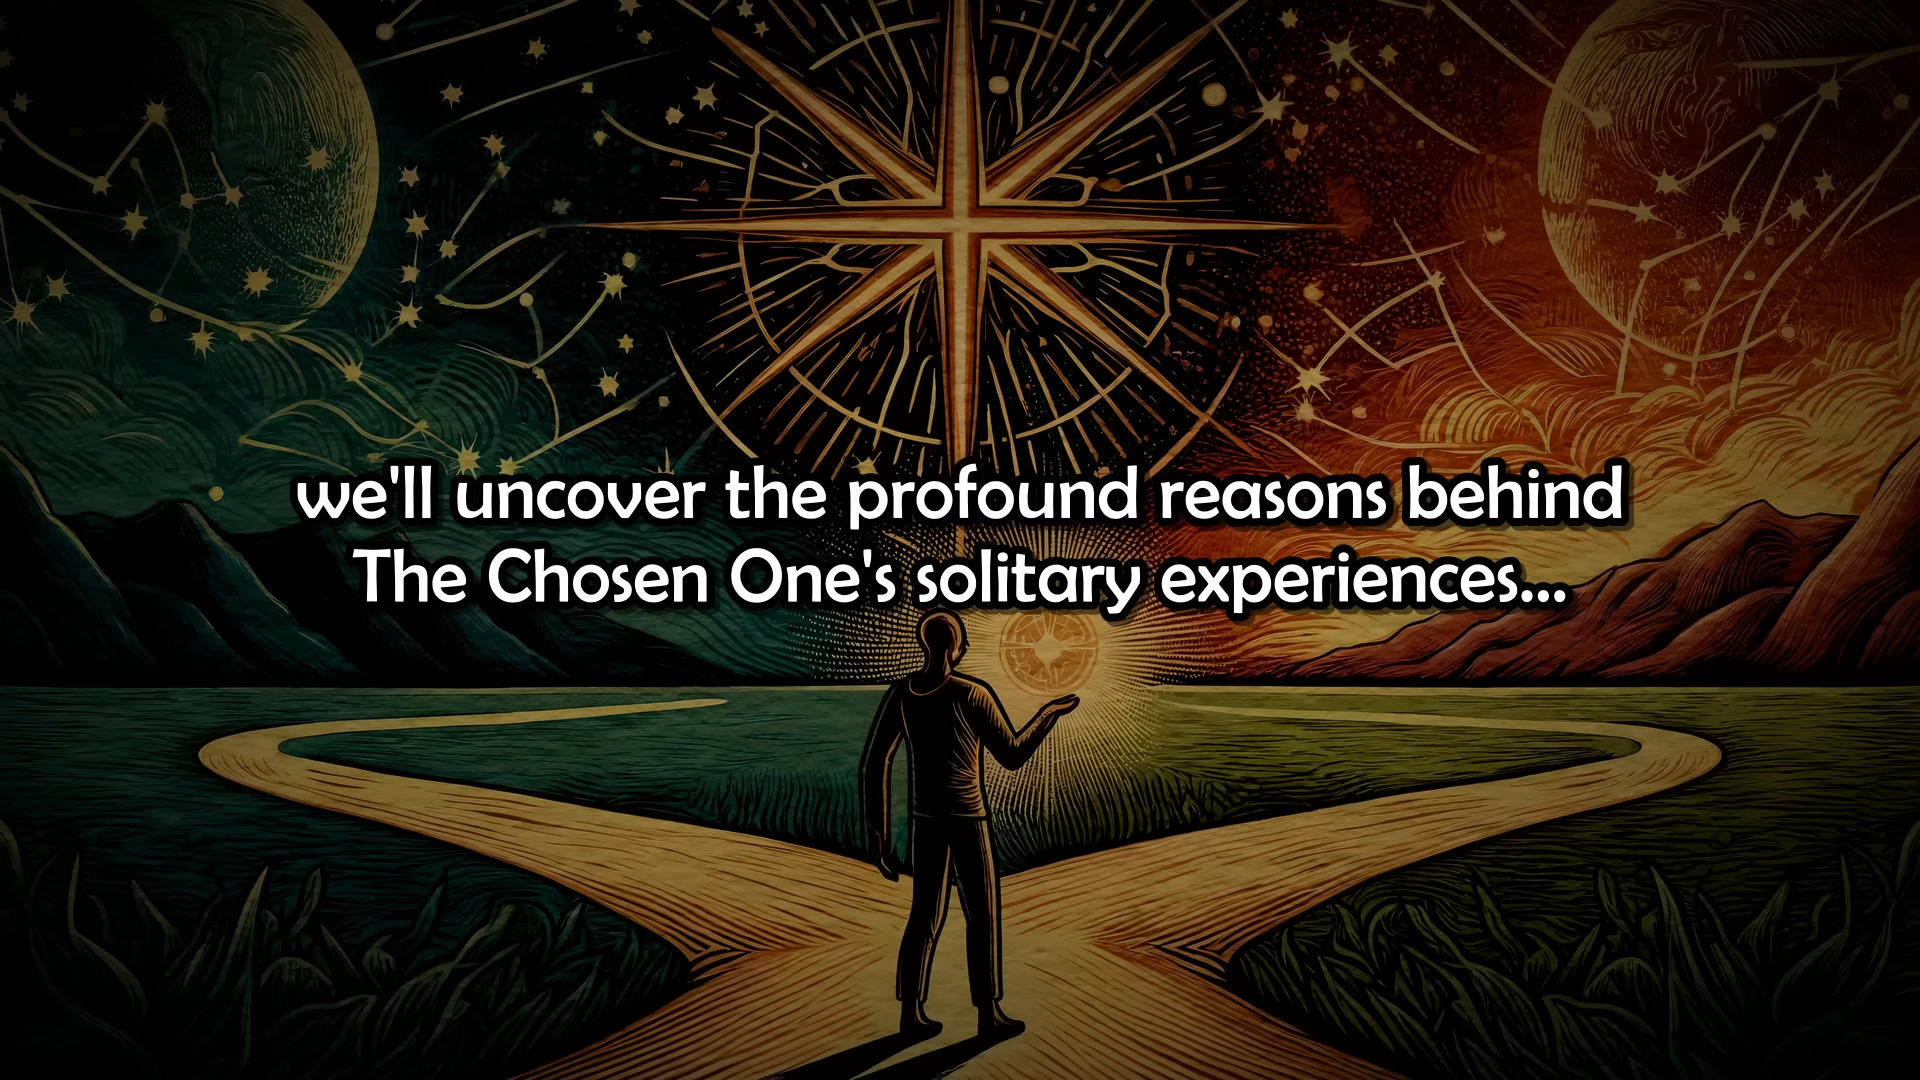 we'll uncover the profound reasons behind
The Chosen One's solitary experiences...